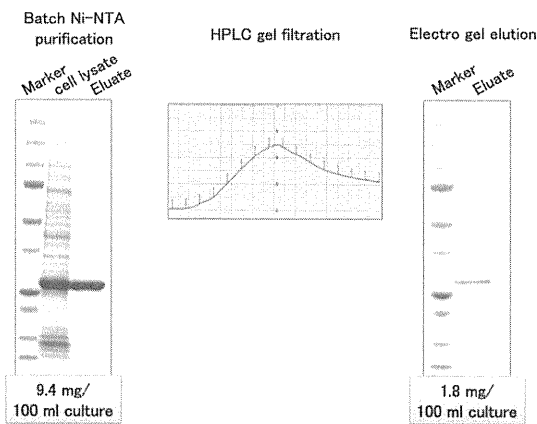 Batch Ni-NTA
purification
HPLC gel filtration
Electro gel elution
Marker
cell lysate
Eluate
Marker
Eluate
9.4 mg/
100 ml culture
1.8 mg/
100 ml culture